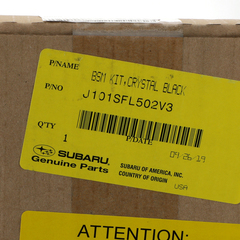 P/NAME
BSM KIT,CRYSTAL BLACK
P/NO
J101SFL502V3
Q'TY
1
P/DATE
09-26-19
SUBARU
Genuine Parts
SUBARU OF AMERICA, INC.
COUNTRY OF ORIGIN
USA
ATTENTION: